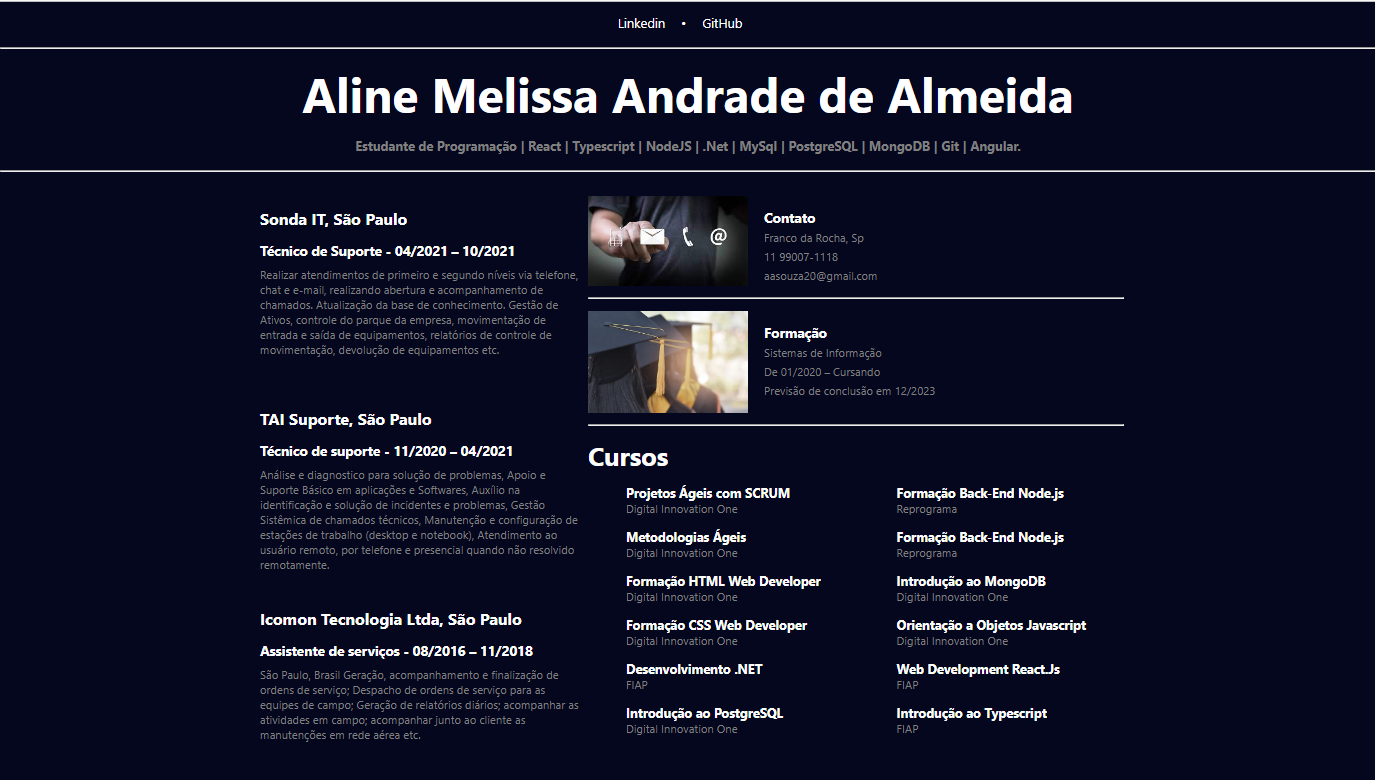 Linkedin • GitHub
Aline Melissa Andrade de Almeida
Estudante de Programação | React | Typescript | NodeJS | .Net | MySql | PostgreSQL | MongoDB | Git | Angular.
Sonda IT, São Paulo
Técnico de Suporte - 04/2021 – 10/2021
Realizar atendimentos de primeiro e segundo níveis via telefone,
chat e e-mail, realizando abertura e acompanhamento de
chamados. Atualização da base de conhecimento. Gestão de
Ativos, controle do parque da empresa, movimentação de
entrada e saída de equipamentos, relatórios de controle de
movimentação, devolução de equipamentos etc.
TAI Suporte, São Paulo
Técnico de suporte - 11/2020 – 04/2021
Análise e diagnostico para solução de problemas, Apoio e
Suporte Básico em aplicações e Softwares, Auxílio na
identificação e solução de incidentes e problemas, Gestão
Sistêmica de chamados técnicos, Manutenção e configuração de
estações de trabalho (desktop e notebook), Atendimento ao
usuário remoto, por telefone e presencial quando não resolvido
remotamente.
Icomon Tecnologia Ltda, São Paulo
Assistente de serviços - 08/2016 – 11/2018
São Paulo, Brasil Geração, acompanhamento e finalização de
ordens de serviço; Despacho de ordens de serviço para as
equipes de campo; Geração de relatórios diários; acompanhar as
atividades em campo; acompanhar junto ao cliente as
manutenções em rede aérea etc.
@
Contato
Franco da Rocha, Sp
11 99007-1118
aasouza20@gmail.com
Formação
Sistemas de Informação
De 01/2020 – Cursando
Previsão de conclusão em 12/2023
Cursos
Projetos Ágeis com SCRUM
Digital Innovation One
Metodologias Ágeis
Digital Innovation One
Formação HTML Web Developer
Digital Innovation One
Formação CSS Web Developer
Digital Innovation One
Desenvolvimento .NET
FIAP
Introdução ao PostgreSQL
Digital Innovation One
Formação Back-End Node.js
Reprograma
Formação Back-End Node.js
Reprograma
Introdução ao MongoDB
Digital Innovation One
Orientação a Objetos Javascript
Digital Innovation One
Web Development React.Js
FIAP
Introdução ao Typescript
FIAP